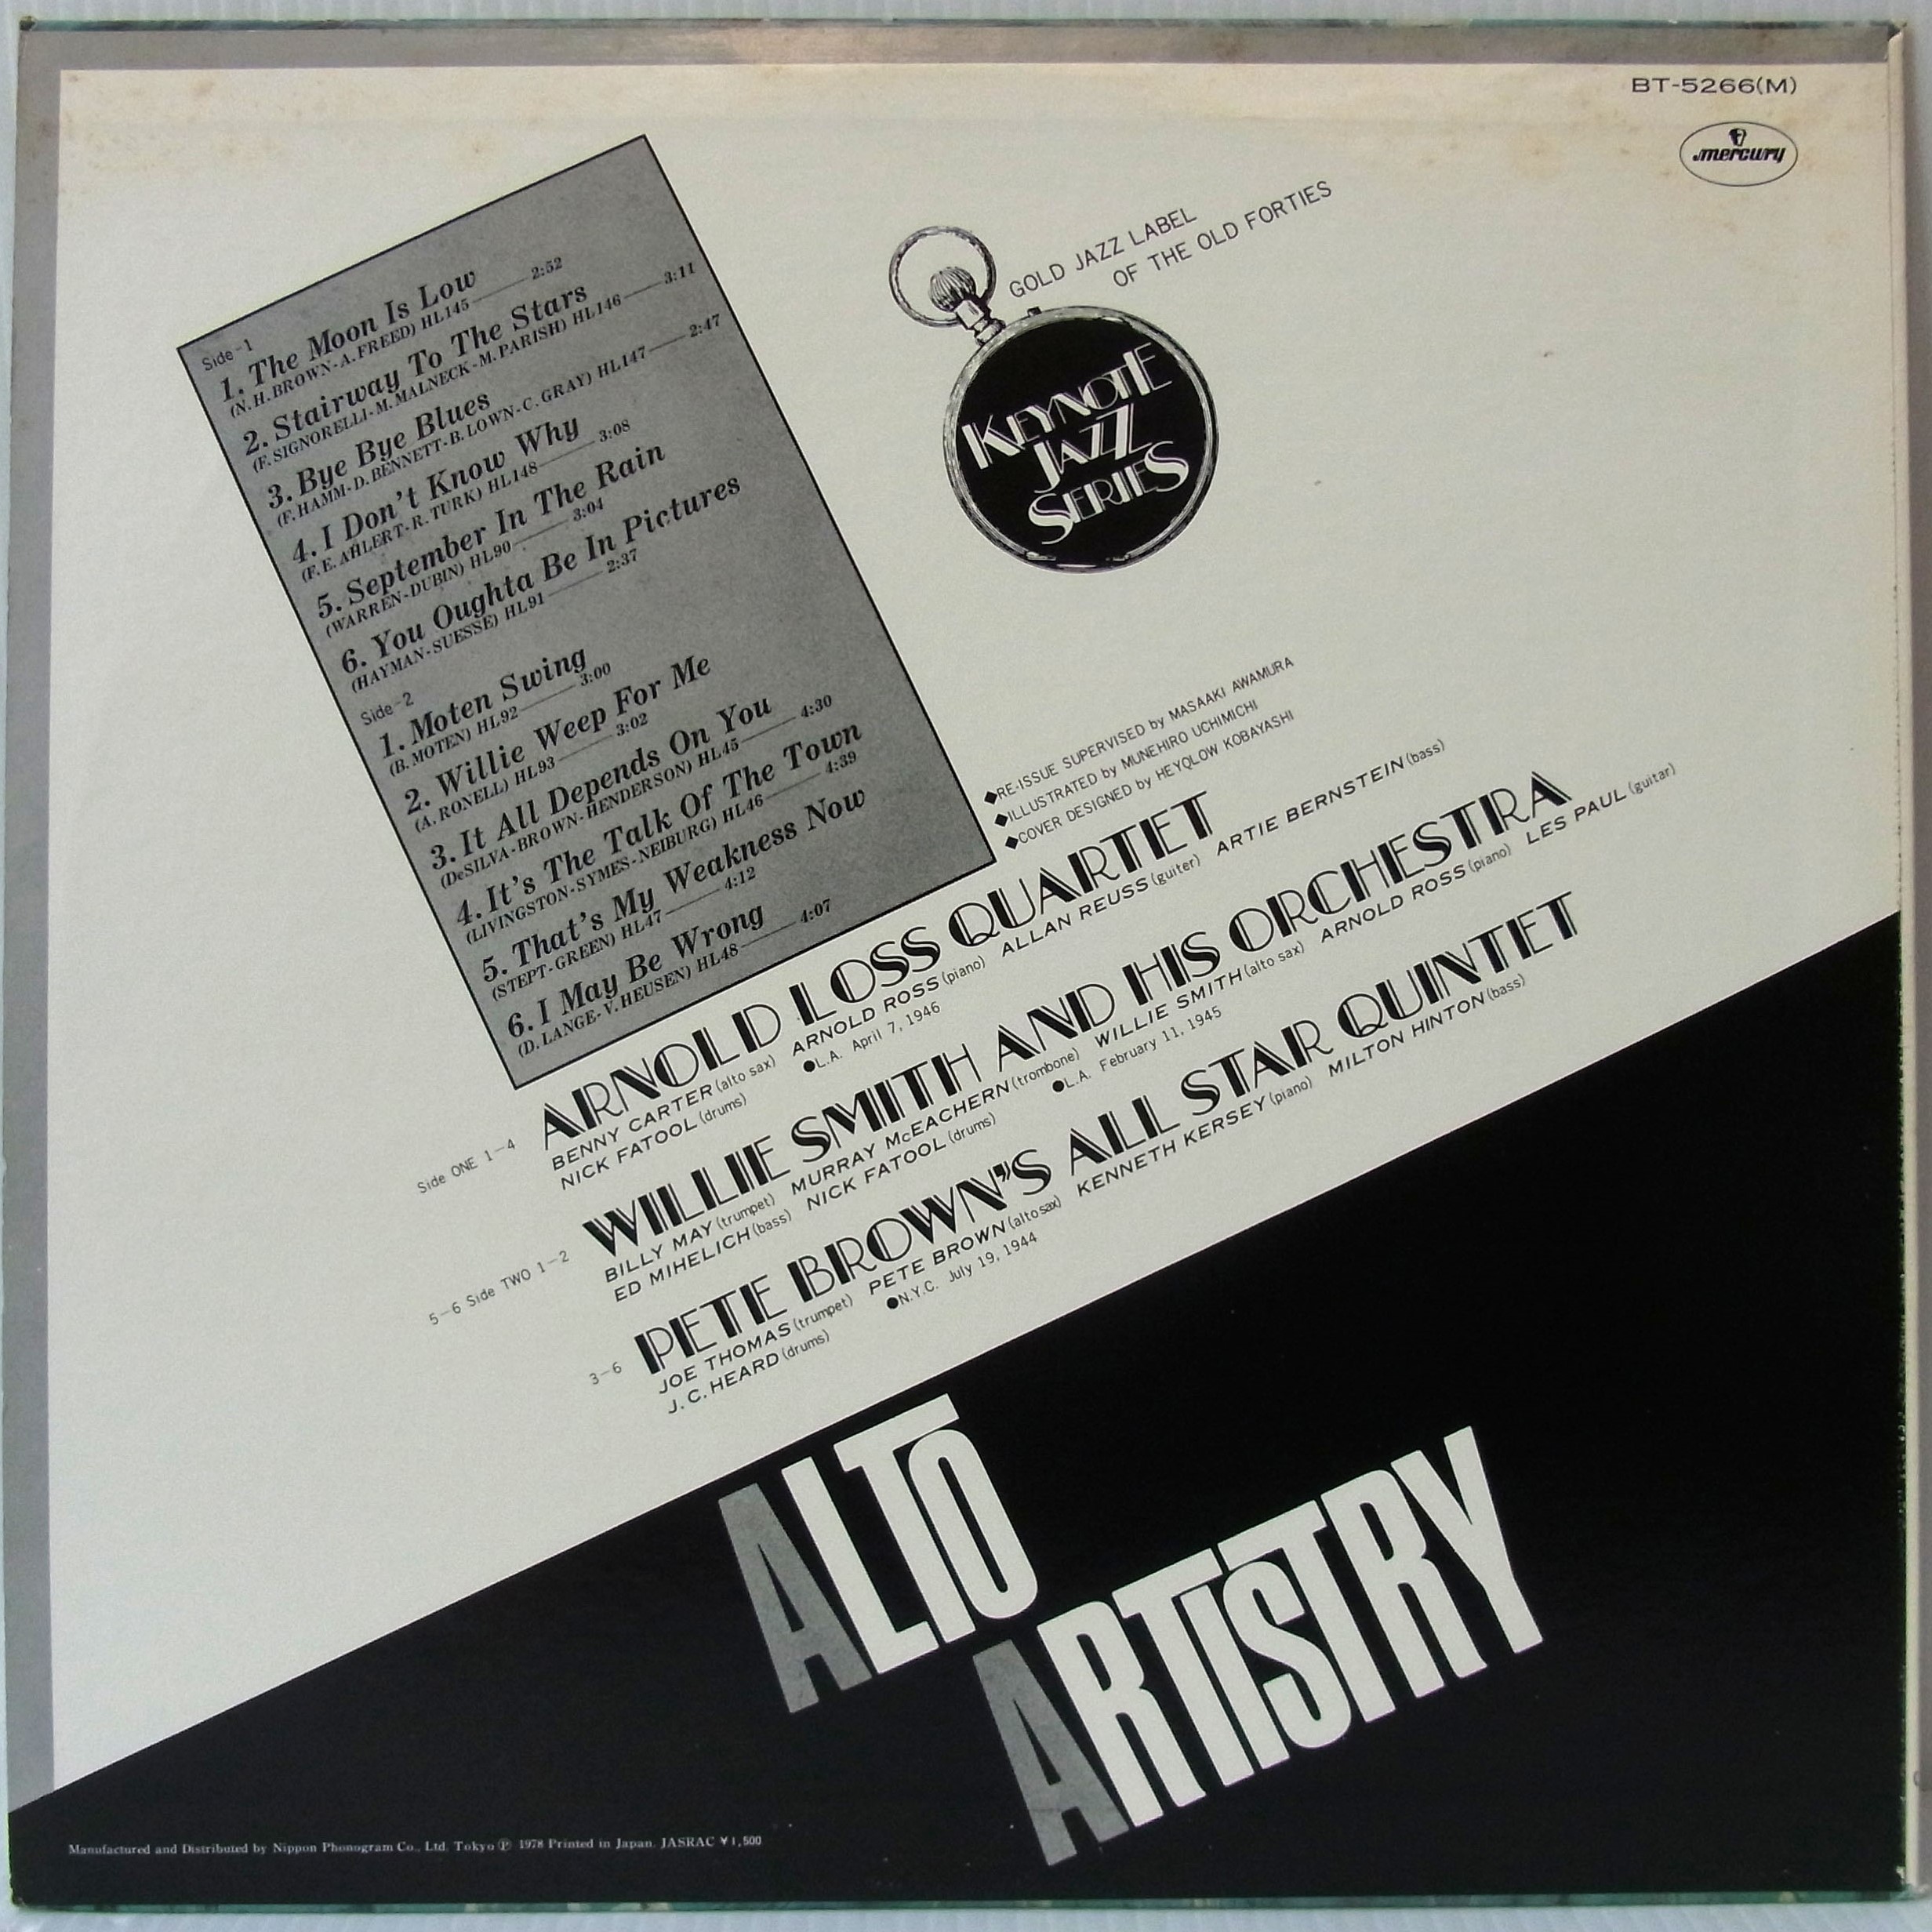 BT-5266(M)
mercury
GOLD JAZZ LABEL
OF THE OLD FORTIES
KEYNOTE
JAZZ
SERIES
Side-1
1. The Moon Is Low
(N. H. BROWN-A. FREED) HL145 2:52
2. Stairway To The Stars
(F. SIGNORELLI-M. MALNECK-M. PARISH) HL146 3:11
3. Bye Bye Blues
(F. HAMM-D. BENNETT-B. LOWN-C. GRAY) HL147 2:47
4. I Don't Know Why
(F. E. AHLERT-R. TURK) HL148 3:08
5. September In The Rain
(WARREN-DUBIN) HL90 3:04
6. You Oughta Be In Pictures
(HAYMAN-SUESSE) HL91 2:37
Side-2
1. Moten Swing
(B. MOTEN) HL92 3:00
2. Willie Weep For Me
(A. RONELL) HL93 3:02
3. It All Depends On You
(DeSILVA-BROWN-HENDERSON) HL45 4:30
4. It's The Talk Of The Town
(LIVINGSTON-SYMES-NEIBURG) HL46 4:39
5. That's My Weakness Now
(STEPT-GREEN) HL47 4:12
6. I May Be Wrong
(D. LANGE-V. HEUSEN) HL48 4:07
◆RE-ISSUE SUPERVISED by MASAAKI AWAMURA
◆ILLUSTRATED by MUNEHIRO UCHIMICHI
◆COVER DESIGNED by HEYQLOW KOBAYASHI
Side ONE 1-4 ARNOLD LOSS QUARTET
BENNY CARTER (alto sax) ARNOLD ROSS (piano) ALLAN REUSS (guiter) ARTIE BERNSTEIN (bass)
NICK FATOOL (drums) ●L.A. April 7, 1946
5-6 Side TWO 1-2 WILLIE SMITH AND HIS ORCHESTRA
BILLY MAY (trumpet) MURRAY McEACHERN (trombone) WILLIE SMITH (alto sax) ARNOLD ROSS (piano) LES PAUL (guitar)
ED MIHELICH (bass) NICK FATOOL (drums) ●L.A. February 11, 1945
3-6 PETE BROWN'S ALL STAR QUINTET
JOE THOMAS (trumpet) PETE BROWN (alto sax) KENNETH KERSEY (piano) MILTON HINTON (bass)
J. C. HEARD (drums) ●N.Y.C. July 19, 1944
ALTO
ARTISTRY
Manufactured and Distributed by Nippon Phonogram Co., Ltd. Tokyo Ⓟ 1978 Printed in Japan. JASRAC ¥1,500